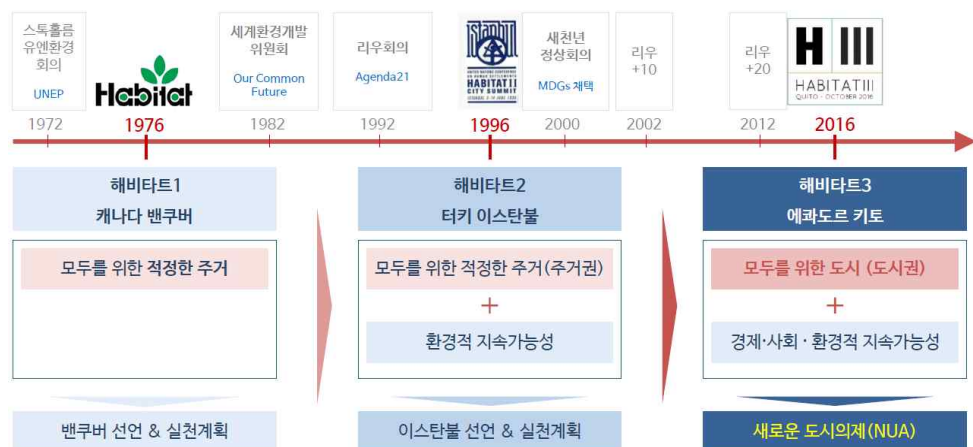 스톡홀름
유엔환경
회의
UNEP
Habitat
세계환경개발
위원회
Our Common
Future
리우회의
Agenda21
istanbul
UNITED NATIONS CONFERENCE
ON HUMAN SETTLEMENTS
HABITAT II
CITY SUMMIT
새천년
정상회의
MDGs 채택
리우
+10
리우
+20
H III
HABITAT III
QUITO · OCTOBER 2016
1972
1976
1982
1992
1996
2000
2002
2012
2016
해비타트1
캐나다 밴쿠버
모두를 위한 적정한 주거
밴쿠버 선언 & 실천계획
해비타트2
터키 이스탄불
모두를 위한 적정한 주거(주거권)
+
환경적 지속가능성
이스탄불 선언 & 실천계획
해비타트3
에콰도르 키토
모두를 위한 도시 (도시권)
+
경제·사회 · 환경적 지속가능성
새로운 도시의제(NUA)